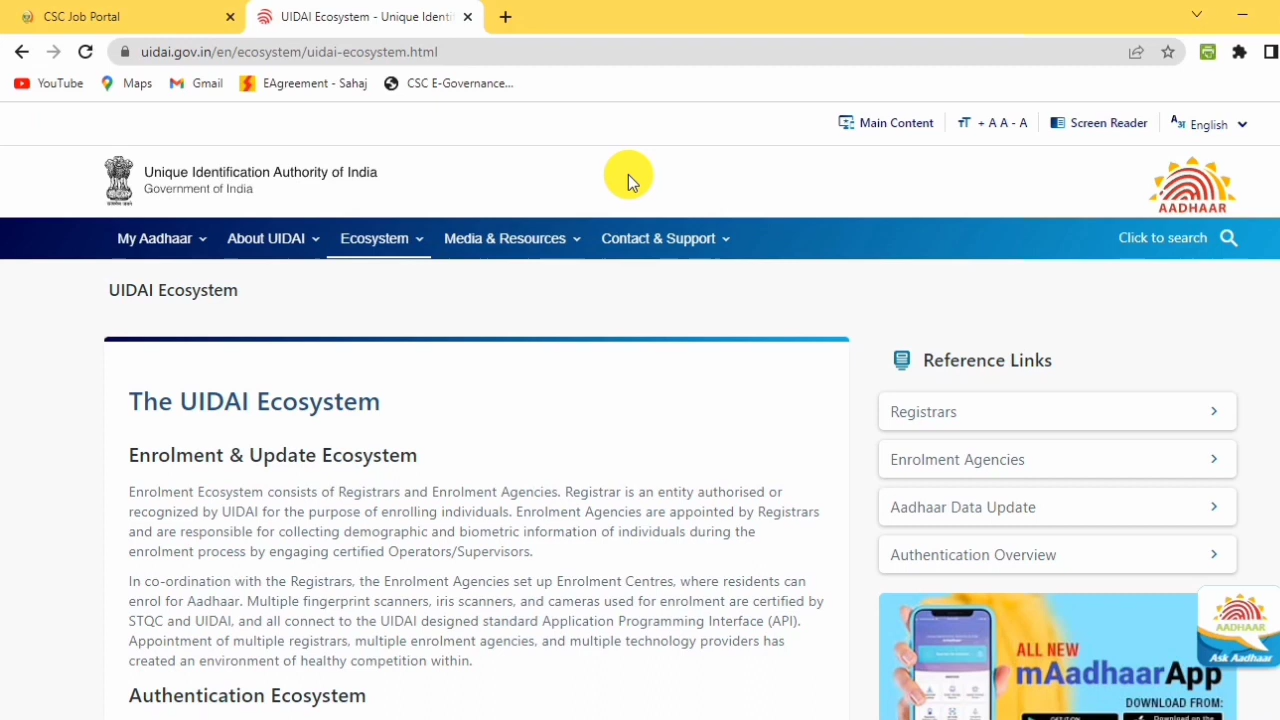 CSC Job Portal
UIDAI Ecosystem - Unique Identi
uidai.gov.in/en/ecosystem/uidai-ecosystem.html
YouTube Maps Gmail EAgreement - Sahaj CSC E-Governance...
Main Content
+ A A - A
Screen Reader
English
Unique Identification Authority of India
Government of India
AADHAAR
My Aadhaar About UIDAI Ecosystem Media & Resources Contact & Support
Click to search
UIDAI Ecosystem
The UIDAI Ecosystem
Enrolment & Update Ecosystem
Enrolment Ecosystem consists of Registrars and Enrolment Agencies. Registrar is an entity authorised or
recognized by UIDAI for the purpose of enrolling individuals. Enrolment Agencies are appointed by Registrars
and are responsible for collecting demographic and biometric information of individuals during the
enrolment process by engaging certified Operators/Supervisors.
In co-ordination with the Registrars, the Enrolment Agencies set up Enrolment Centres, where residents can
enrol for Aadhaar. Multiple fingerprint scanners, iris scanners, and cameras used for enrolment are certified by
STQC and UIDAI, and all connect to the UIDAI designed standard Application Programming Interface (API).
Appointment of multiple registrars, multiple enrolment agencies, and multiple technology providers has
created an environment of healthy competition within.
Authentication Ecosystem
Reference Links
Registrars
Enrolment Agencies
Aadhaar Data Update
Authentication Overview
ALL NEW
mAadhaarApp
DOWNLOAD FROM:
AADHAAR
Ask Aadhaar